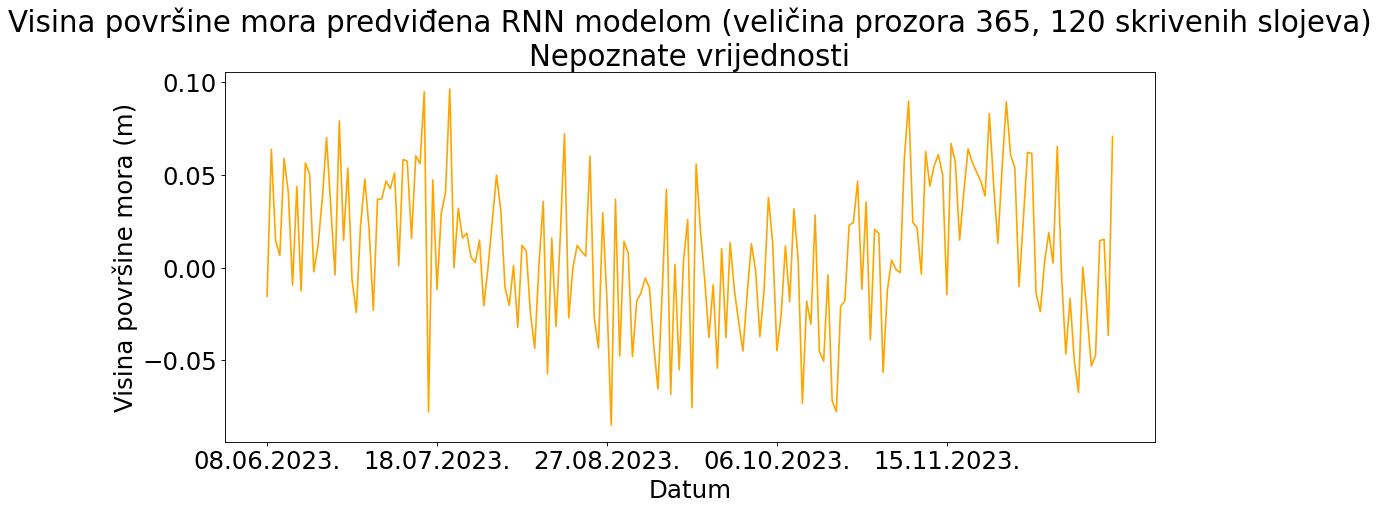 Visina površine mora predviđena RNN modelom (veličina prozora 365, 120 skrivenih slojeva)
Nepoznate vrijednosti
Visina površine mora (m)
0.10
0.05
0.00
−0.05
08.06.2023. 18.07.2023. 27.08.2023. 06.10.2023. 15.11.2023.
Datum